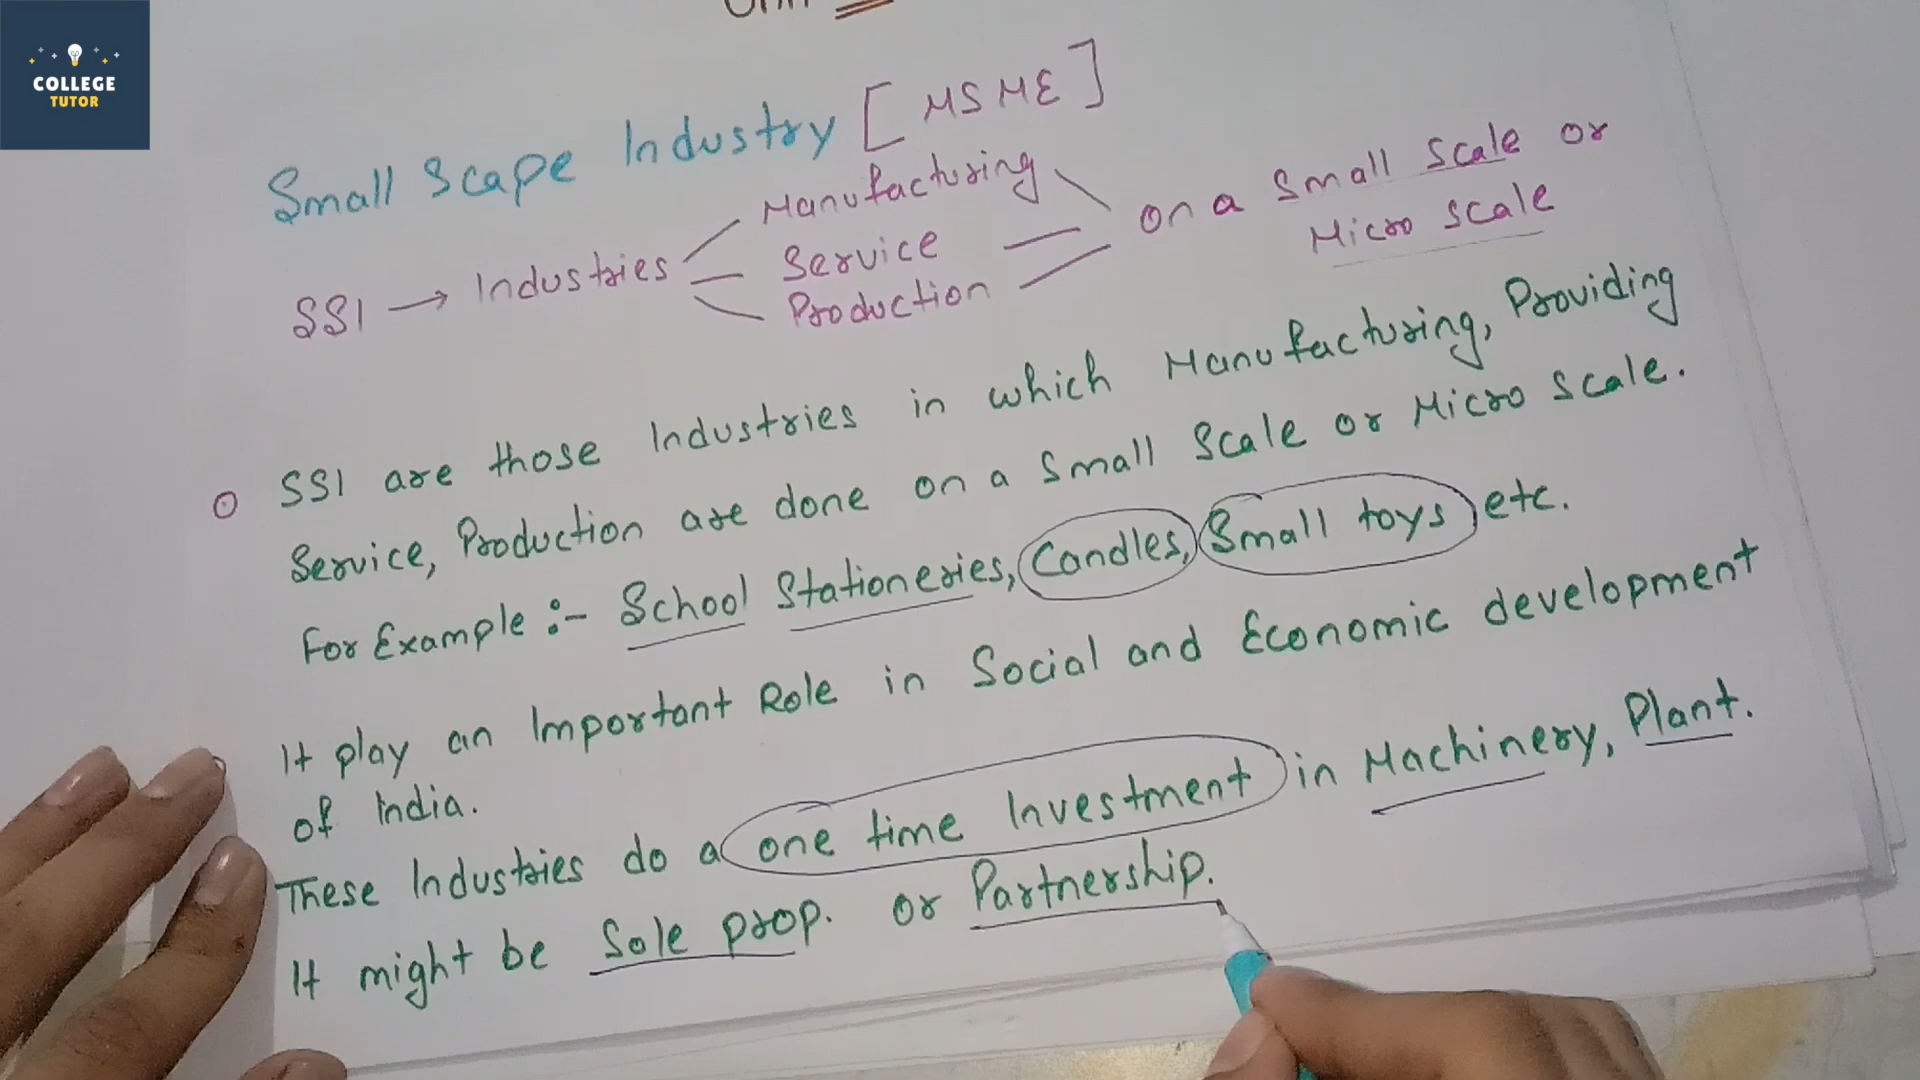 COLLEGE
TUTOR
Small Scape Industry [MSME]
Manufacturing
SSI → Industries Service on a Small Scale or
Production Micro Scale
SSI are those Industries in which Manufacturing, Providing
Service, Production are done on a Small Scale or Micro Scale.
For Example :- School Stationeries, Candles, Small toys etc.
It play an Important Role in Social and Economic development
of India.
These Industries do a one time Investment in Machinery, Plant.
It might be Sole prop. or Partnership.